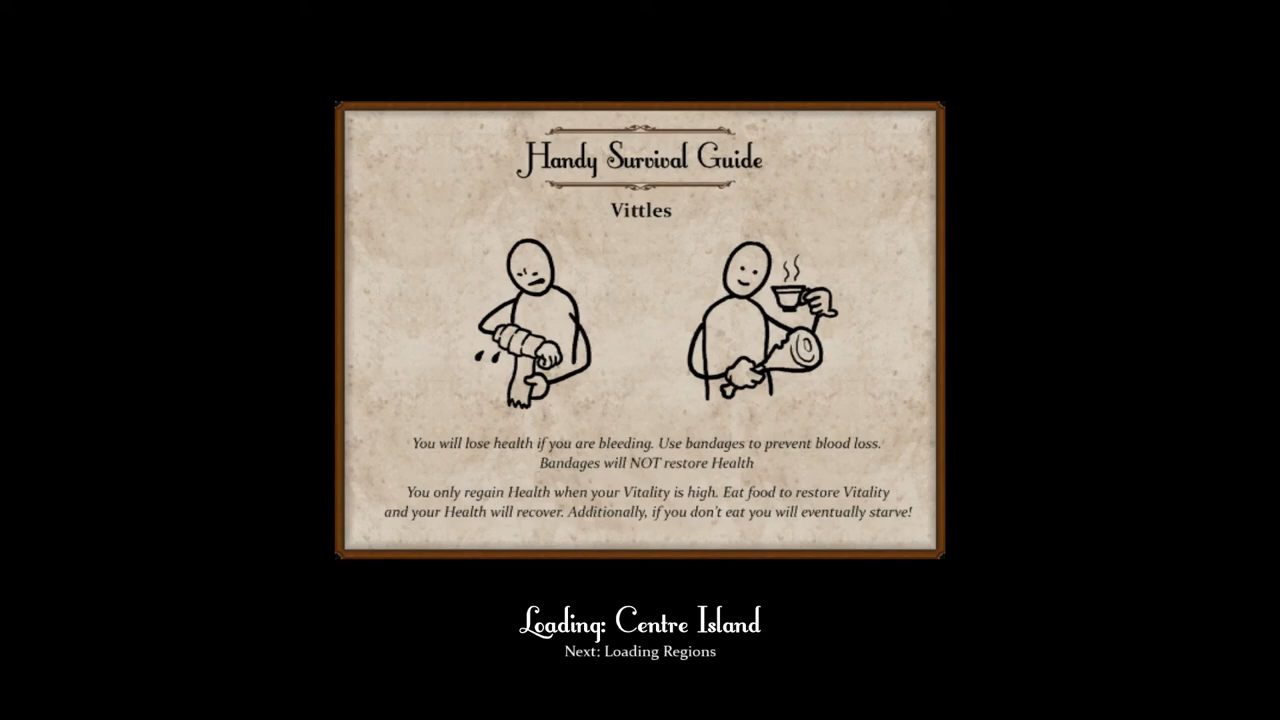 Handy Survival Guide
Vittles
You will lose health if you are bleeding. Use bandages to prevent blood loss.
Bandages will NOT restore Health
You only regain Health when your Vitality is high. Eat food to restore Vitality
and your Health will recover. Additionally, if you don't eat you will eventually starve!
Loading: Centre Island
Next: Loading Regions